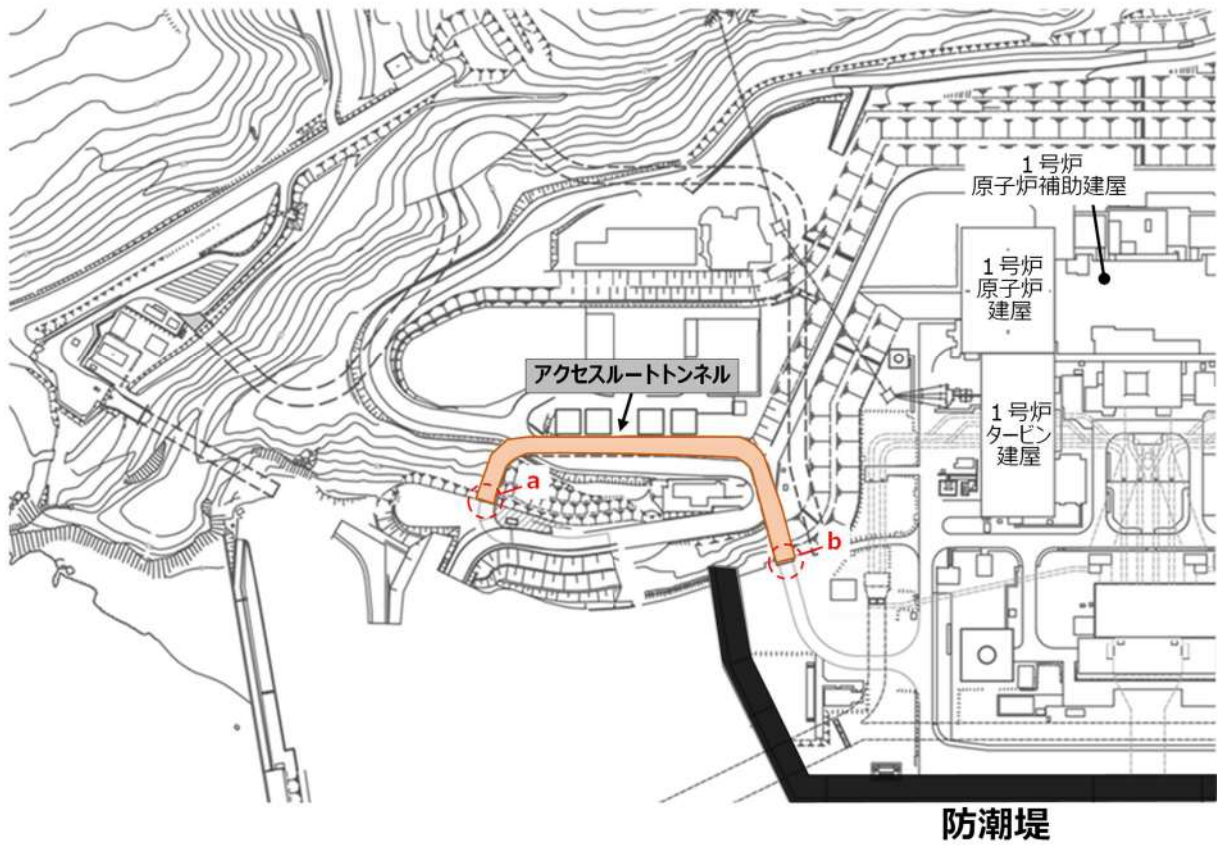 1号炉
原子炉補助建屋
1号炉
原子炉
建屋
アクセスルートトンネル
1号炉
タービン
建屋
a
b
防潮堤